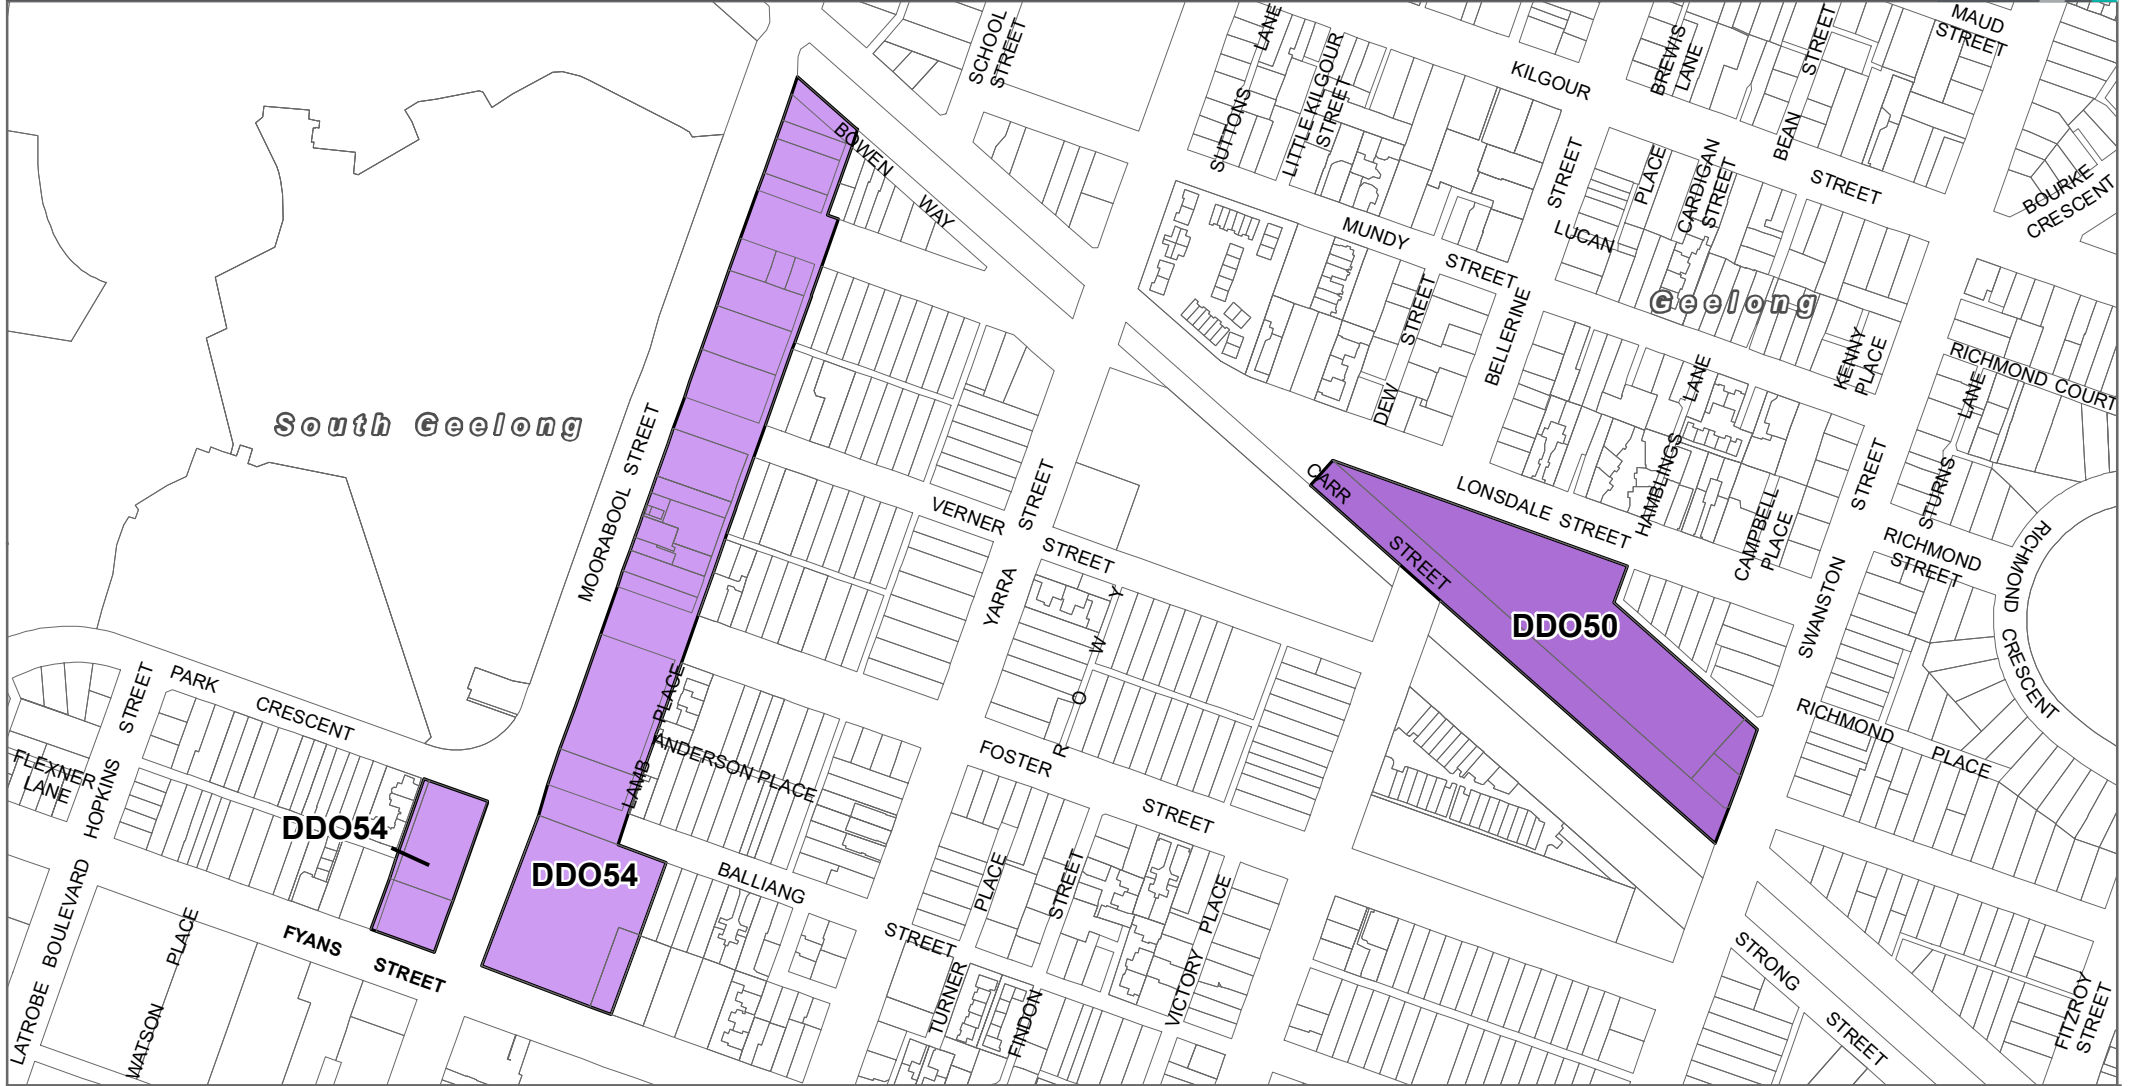 SCHOOL
STREET
LANE
SUTTONS
LITTLE KILGOUR
STREET
KILGOUR
STREET
BREWIS
LANE
STREET
BEAN
MAUD
STREET
BOURKE
CRESCENT
BOWEN
WAY
STREET
BELLERINE
PLACE
LUCAN
CARDIGAN
STREET
MUNDY
STREET
Geelong
STREET
DEW
KENNY
PLACE
RICHMOND COURT
LANE
STURNS
South Geelong
MOORABOOL STREET
LANE
HAMBLINGS
CARR
STREET
LONSDALE STREET
CAMPBELL
PLACE
STREET
SWANSTON
RICHMOND
STREET
RICHMOND
CRESCENT
VERNER
STREET
STREET
YARRA
DDO50
Y
W
O
R
RICHMOND
PLACE
PARK
CRESCENT
STREET
HOPKINS
FLEXNER
LANE
PLACE
LAMB
ANDERSON PLACE
FOSTER
STREET
DDO54
DDO54
BALLIANG
STREET
PLACE
TURNER
STREET
FINDON
PLACE
VICTORY
BOULEVARD
LATROBE
PLACE
WATSON
FYANS
STREET
STRONG
STREET
FITZROY
STREET